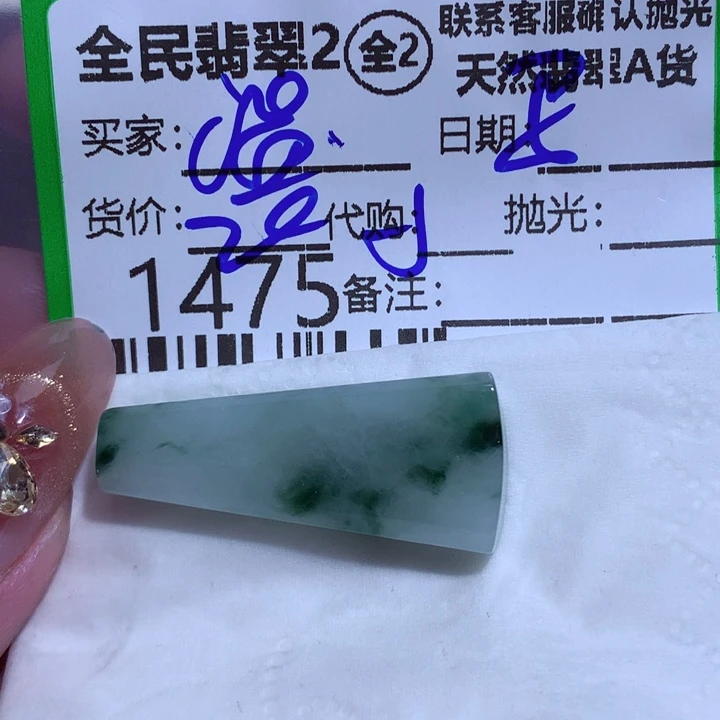 全民翡翠2 全2
联系客服确认抛光
天然翡翠A货
买家：
日期：
货价：
代购：
抛光：
1475
备注：